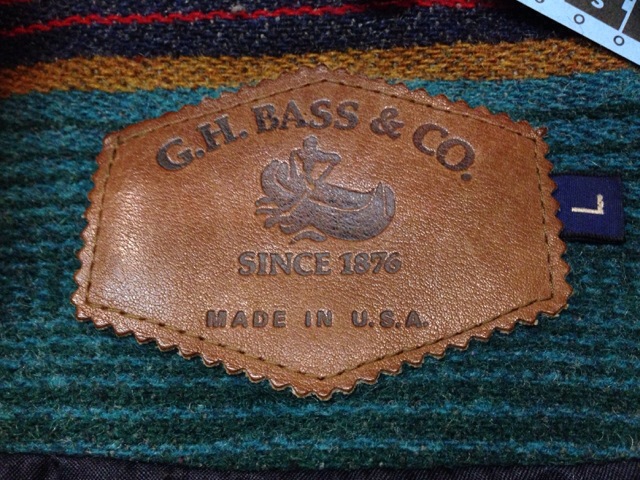 G.H. BASS & CO.
SINCE 1876
MADE IN U.S.A.
L